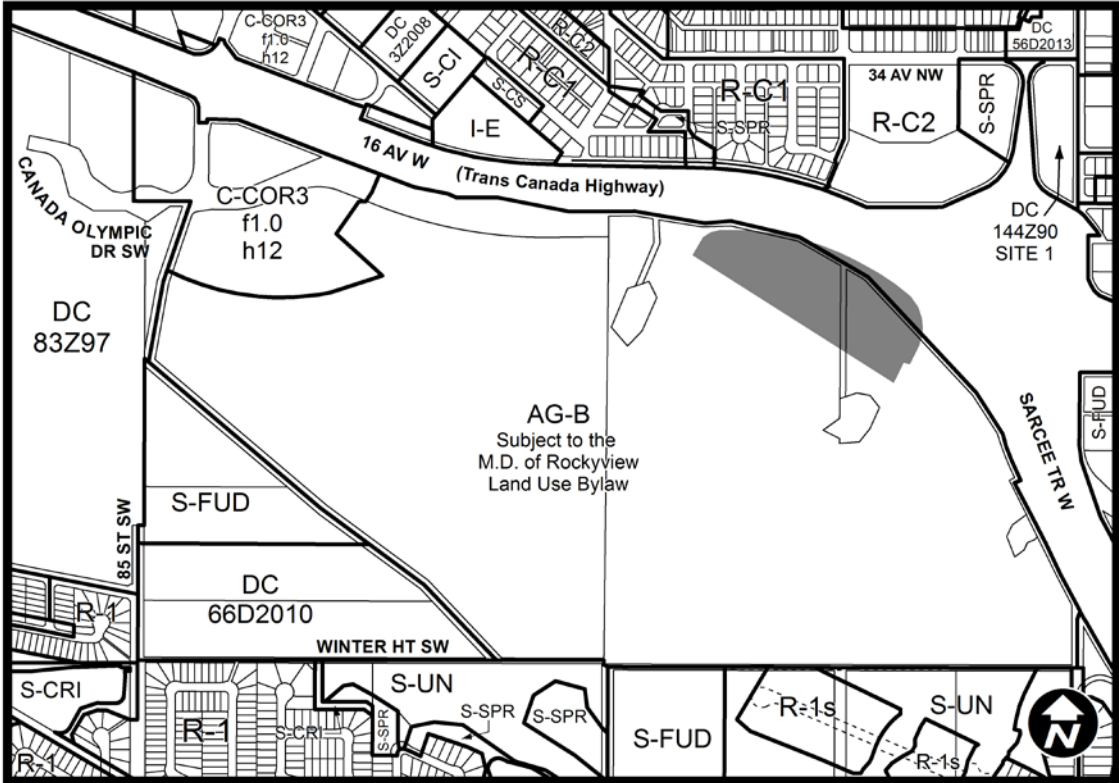 C-COR3
f1.0
h12
DC
3Z2008
S-CI
R-C2
R-C1
S-CS
I-E
R-C1
S-SPR
34 AV NW
R-C2
S-SPR
DC
56D2013
16 AV W
(Trans Canada Highway)
CANADA OLYMPIC
DR SW
C-COR3
f1.0
h12
DC
144Z90
SITE 1
DC
83Z97
AG-B
Subject to the
M.D. of Rockyview
Land Use Bylaw
S-FUD
SARCEE TR W
S-FUD
85 ST SW
DC
66D2010
R-1
WINTER HT SW
S-CRI
R-1
S-CRI
S-SPR
S-UN
S-SPR
S-SPR
S-FUD
R-1s
S-UN
R-1s
R-1
N